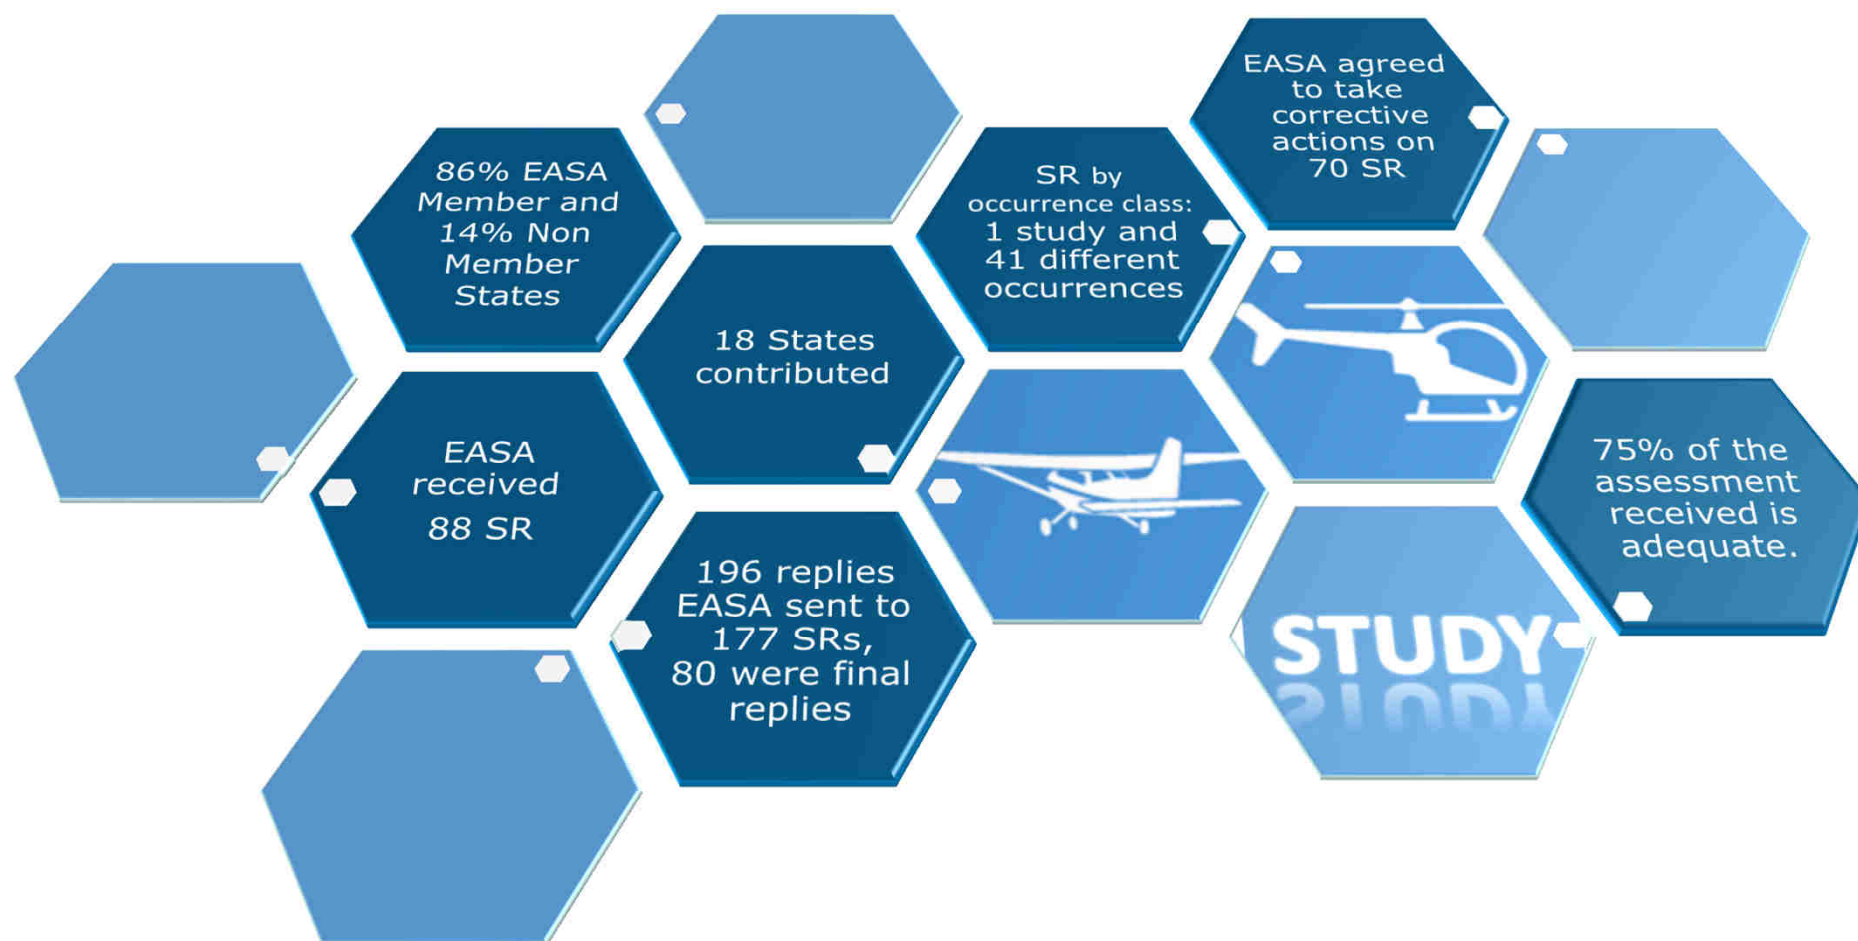 EASA agreed
to take
corrective
actions on
70 SR
86% EASA
Member and
14% Non
Member
States
SR by
occurrence class:
1 study and
41 different
occurrences
18 States
contributed
EASA
received
88 SR
75% of the
assessment
received is
adequate.
196 replies
EASA sent to
177 SRs,
80 were final
replies
STUDY